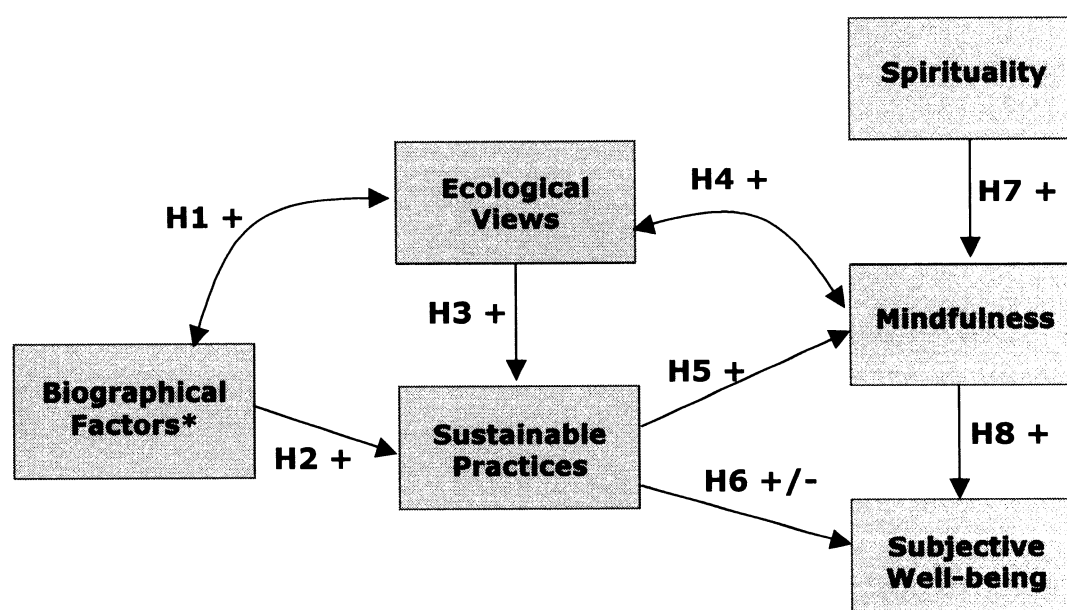 Spirituality
Ecological
Views
H4 +
H7 +
H1 +
H3 +
Mindfulness
Biographical
Factors*
H5 +
Sustainable
Practices
H2 +
H8 +
H6 +/-
Subjective
Well-being